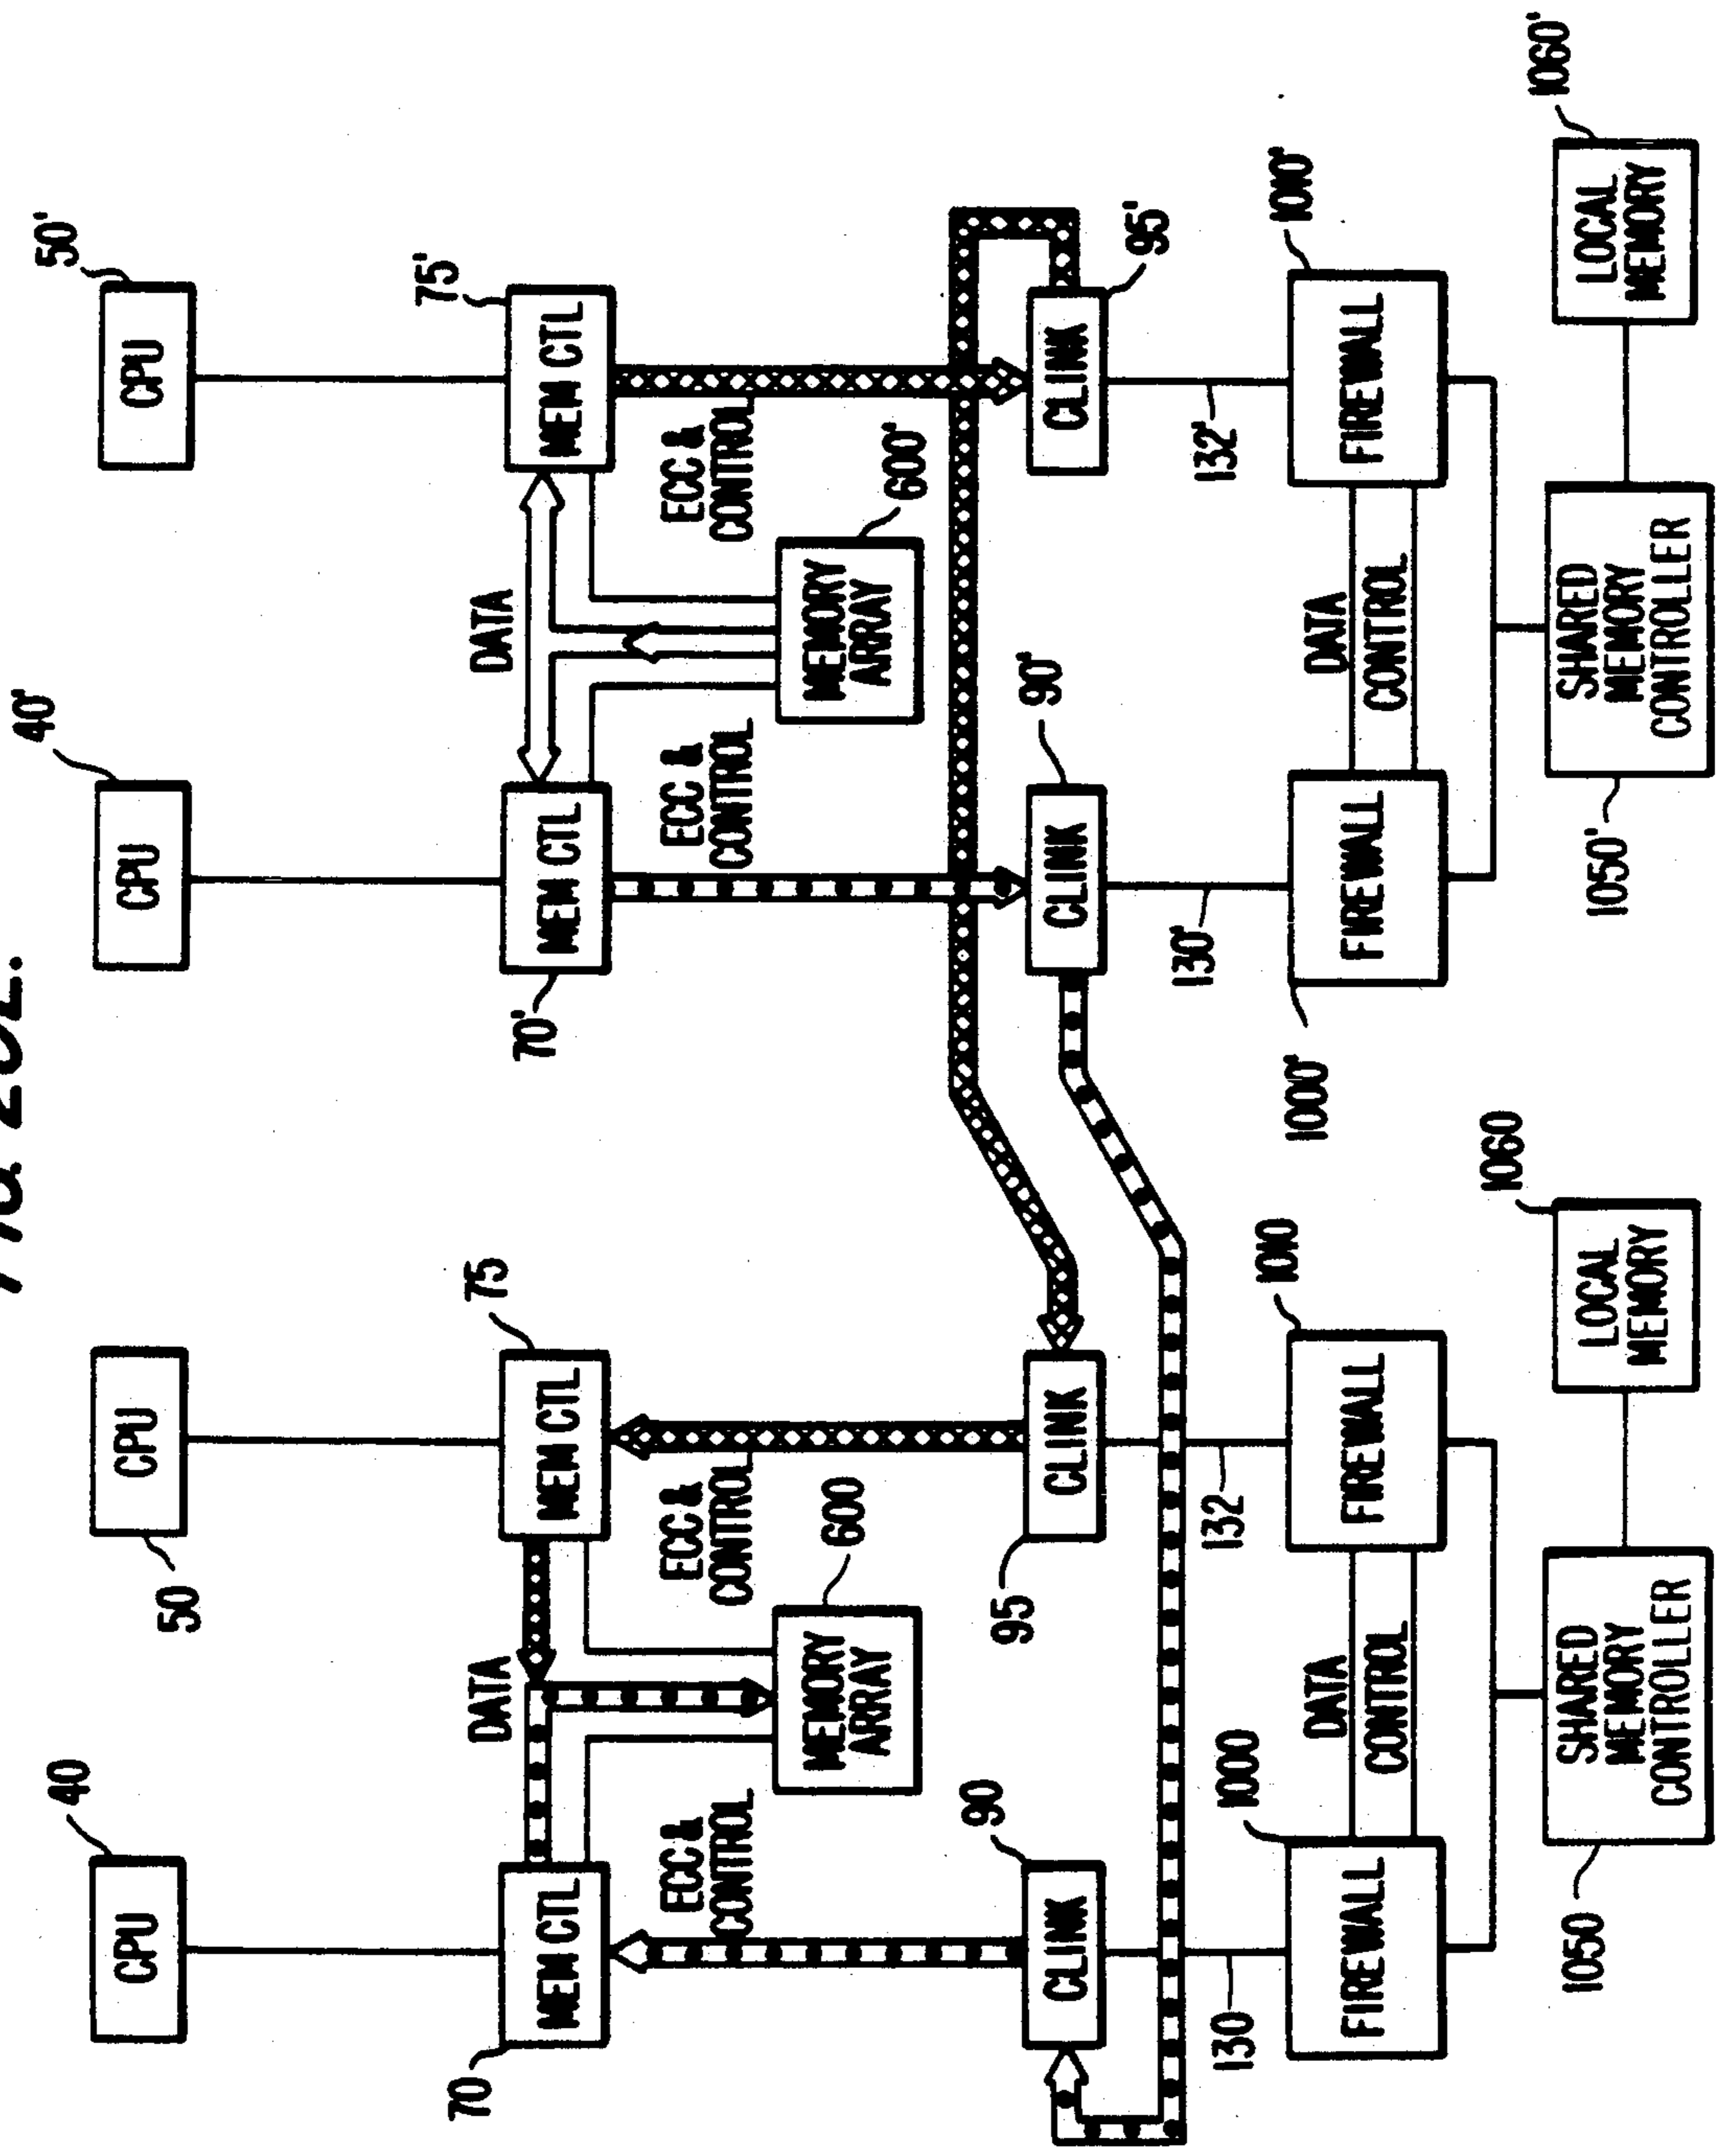 40
40'
50'
CPU
CPU
CPU
CPU
50
70
75
70'
75'
MEM CTL
DATA
MEM CTL
MEM CTL
DATA
MEM CTL
ECC &
CONTROL
ECC &
CONTROL
ECC &
CONTROL
ECC &
CONTROL
MEMORY
ARRAY
600
MEMORY
ARRAY
600'
90
95
90'
95'
CLINK
CLINK
CLINK
CLINK
130
132
130'
132'
1000
1010
1000'
1010'
FIREWALL
DATA
CONTROL
FIREWALL
FIREWALL
DATA
CONTROL
FIREWALL
1050
1060
1050'
1060'
SHARED
MEMORY
CONTROLLER
LOCAL
MEMORY
SHARED
MEMORY
CONTROLLER
LOCAL
MEMORY